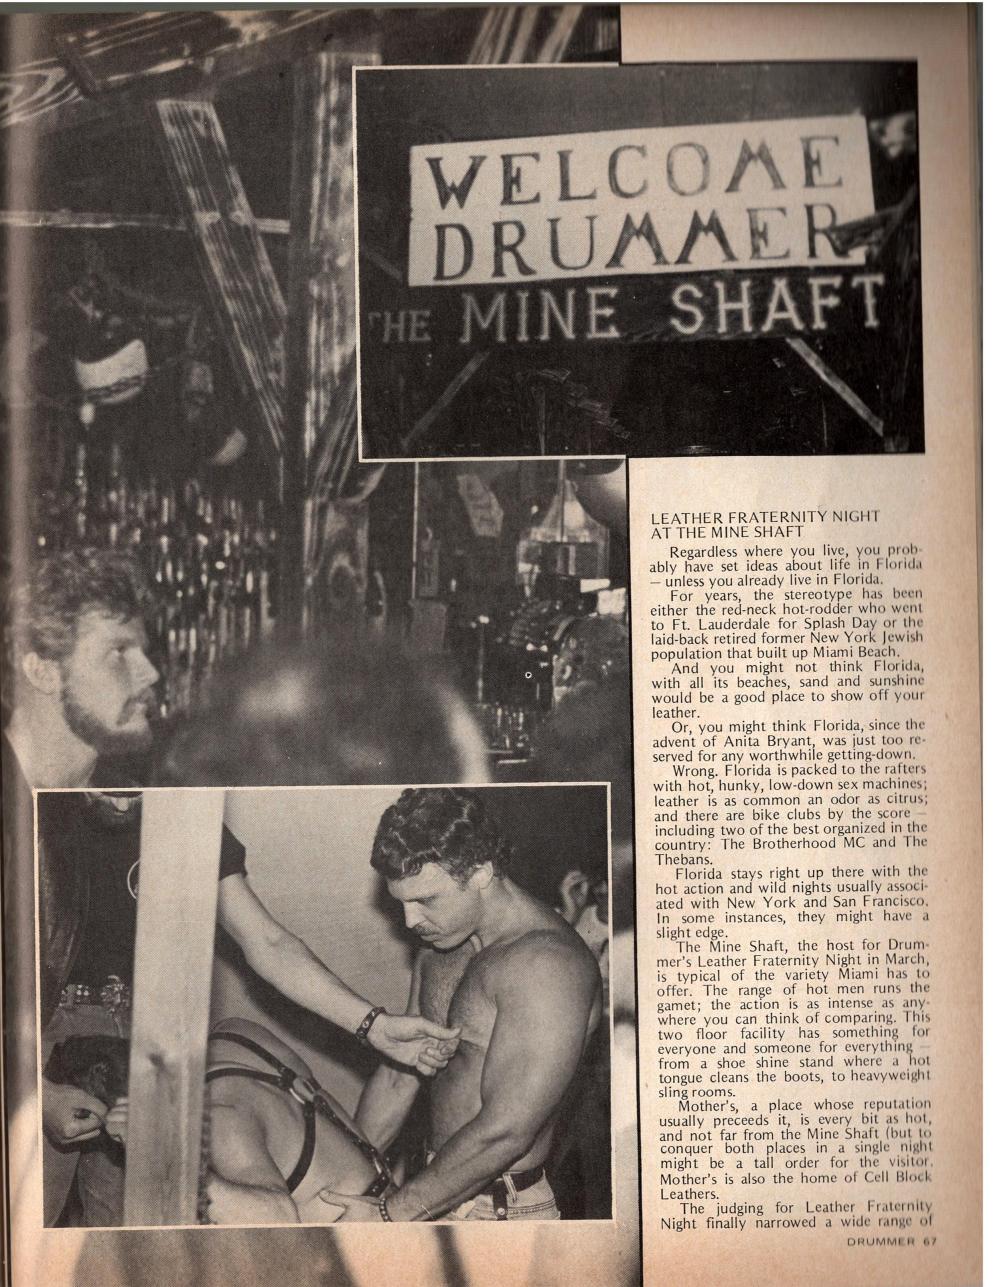 WELCOME
DRUMMER
THE MINE SHAFT
LEATHER FRATERNITY NIGHT
AT THE MINE SHAFT
Regardless where you live, you prob-
ably have set ideas about life in Florida
— unless you already live in Florida.
For years, the stereotype has been
either the red-neck hot-rodder who went
to Ft. Lauderdale for Splash Day or the
laid-back retired former New York Jewish
population that built up Miami Beach.
And you might not think Florida,
with all its beaches, sand and sunshine
would be a good place to show off your
leather.
Or, you might think Florida, since the
advent of Anita Bryant, was just too re-
served for any worthwhile getting-down.
Wrong. Florida is packed to the rafters
with hot, hunky, low-down sex machines;
leather is as common an odor as citrus;
and there are bike clubs by the score —
including two of the best organized in the
country: The Brotherhood MC and The
Thebans.
Florida stays right up there with the
hot action and wild nights usually associ-
ated with New York and San Francisco.
In some instances, they might have a
slight edge.
The Mine Shaft, the host for Drum-
mer's Leather Fraternity Night in March,
is typical of the variety Miami has to
offer. The range of hot men runs the
gamet; the action is as intense as any-
where you can think of comparing. This
two floor facility has something for
everyone and someone for everything —
from a shoe shine stand where a hot
tongue cleans the boots, to heavyweight
sling rooms.
Mother's, a place whose reputation
usually preceeds it, is every bit as hot,
and not far from the Mine Shaft (but to
conquer both places in a single night
might be a tall order for the visitor.
Mother's is also the home of Cell Block
Leathers.
The judging for Leather Fraternity
Night finally narrowed a wide range of
DRUMMER 67